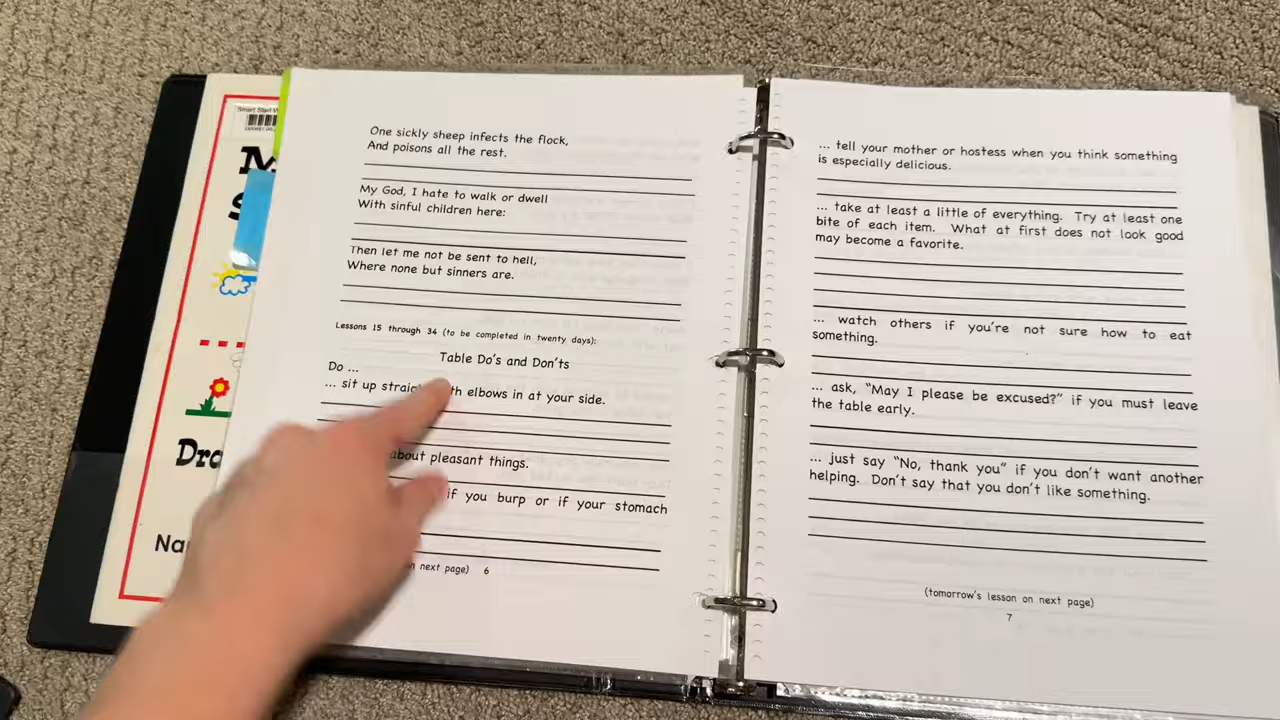 Smart Start
M
S
Dra
Na
One sickly sheep infects the flock,
And poisons all the rest.
My God, I hate to walk or dwell
With sinful children here:
Then let me not be sent to hell,
Where none but sinners are.
Lessons 15 through 34 (to be completed in twenty days):
Table Do's and Don'ts
Do ...
... sit up straig th elbows in at your side.
about pleasant things.
if you burp or if your stomach
on next page) 6
... tell your mother or hostess when you think something
is especially delicious.
... take at least a little of everything. Try at least one
bite of each item. What at first does not look good
may become a favorite.
... watch others if you're not sure how to eat
something.
... ask, “May I please be excused?” if you must leave
the table early.
... just say “No, thank you” if you don't want another
helping. Don't say that you don't like something.
(tomorrow's lesson on next page)
7